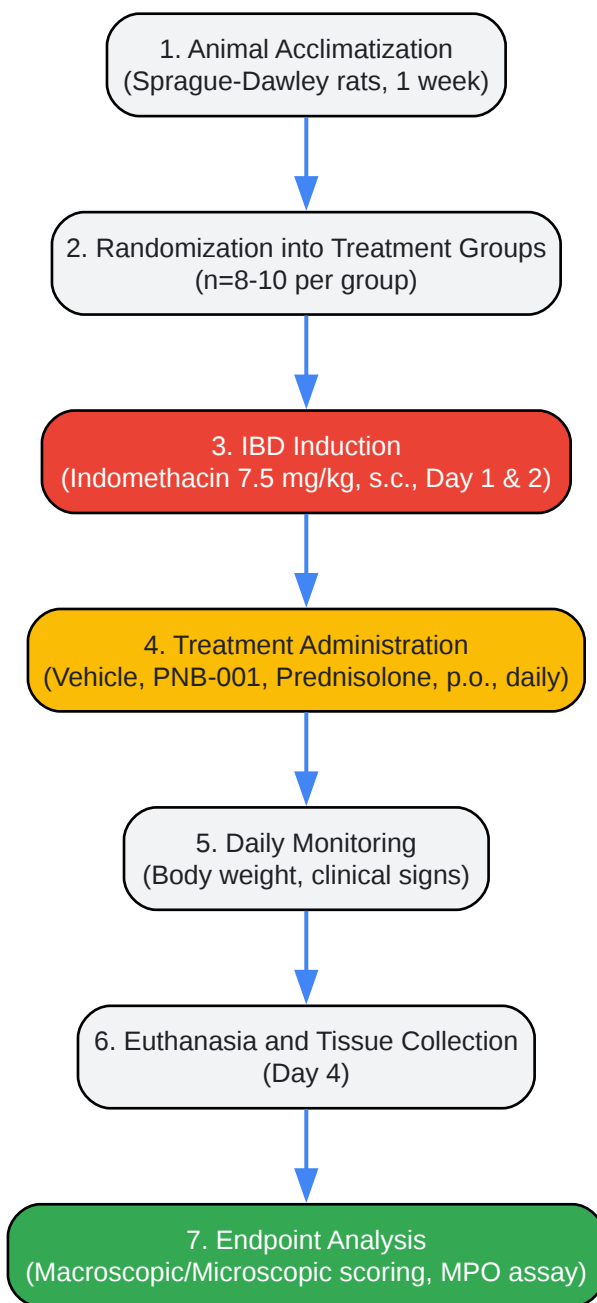 1. Animal Acclimatization
(Sprague-Dawley rats, 1 week)
2. Randomization into Treatment Groups
(n=8-10 per group)
3. IBD Induction
(Indomethacin 7.5 mg/kg, s.c., Day 1 & 2)
4. Treatment Administration
(Vehicle, PNB-001, Prednisolone, p.o., daily)
5. Daily Monitoring
(Body weight, clinical signs)
6. Euthanasia and Tissue Collection
(Day 4)
7. Endpoint Analysis
(Macroscopic/Microscopic scoring, MPO assay)